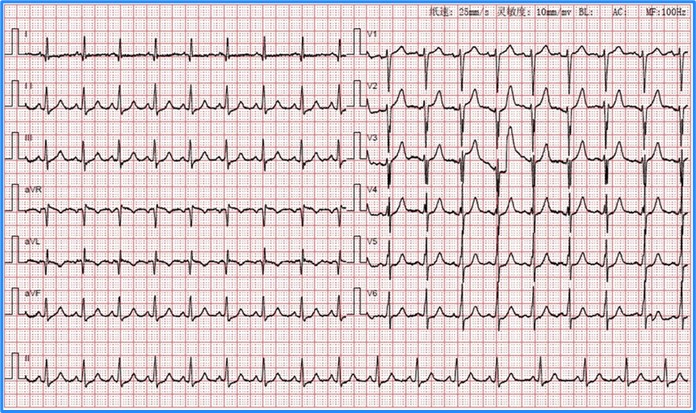 纸速: 25mm/s 灵敏度: 10mm/mv BL: AC: MF:100Hz
I V1
II V2
III V3
aVR V4
aVL V5
aVF V6
II